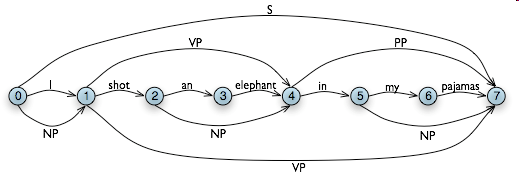 S
VP PP
I shot an elephant in my pajamas
0 1 2 3 4 5 6 7
NP NP NP
VP